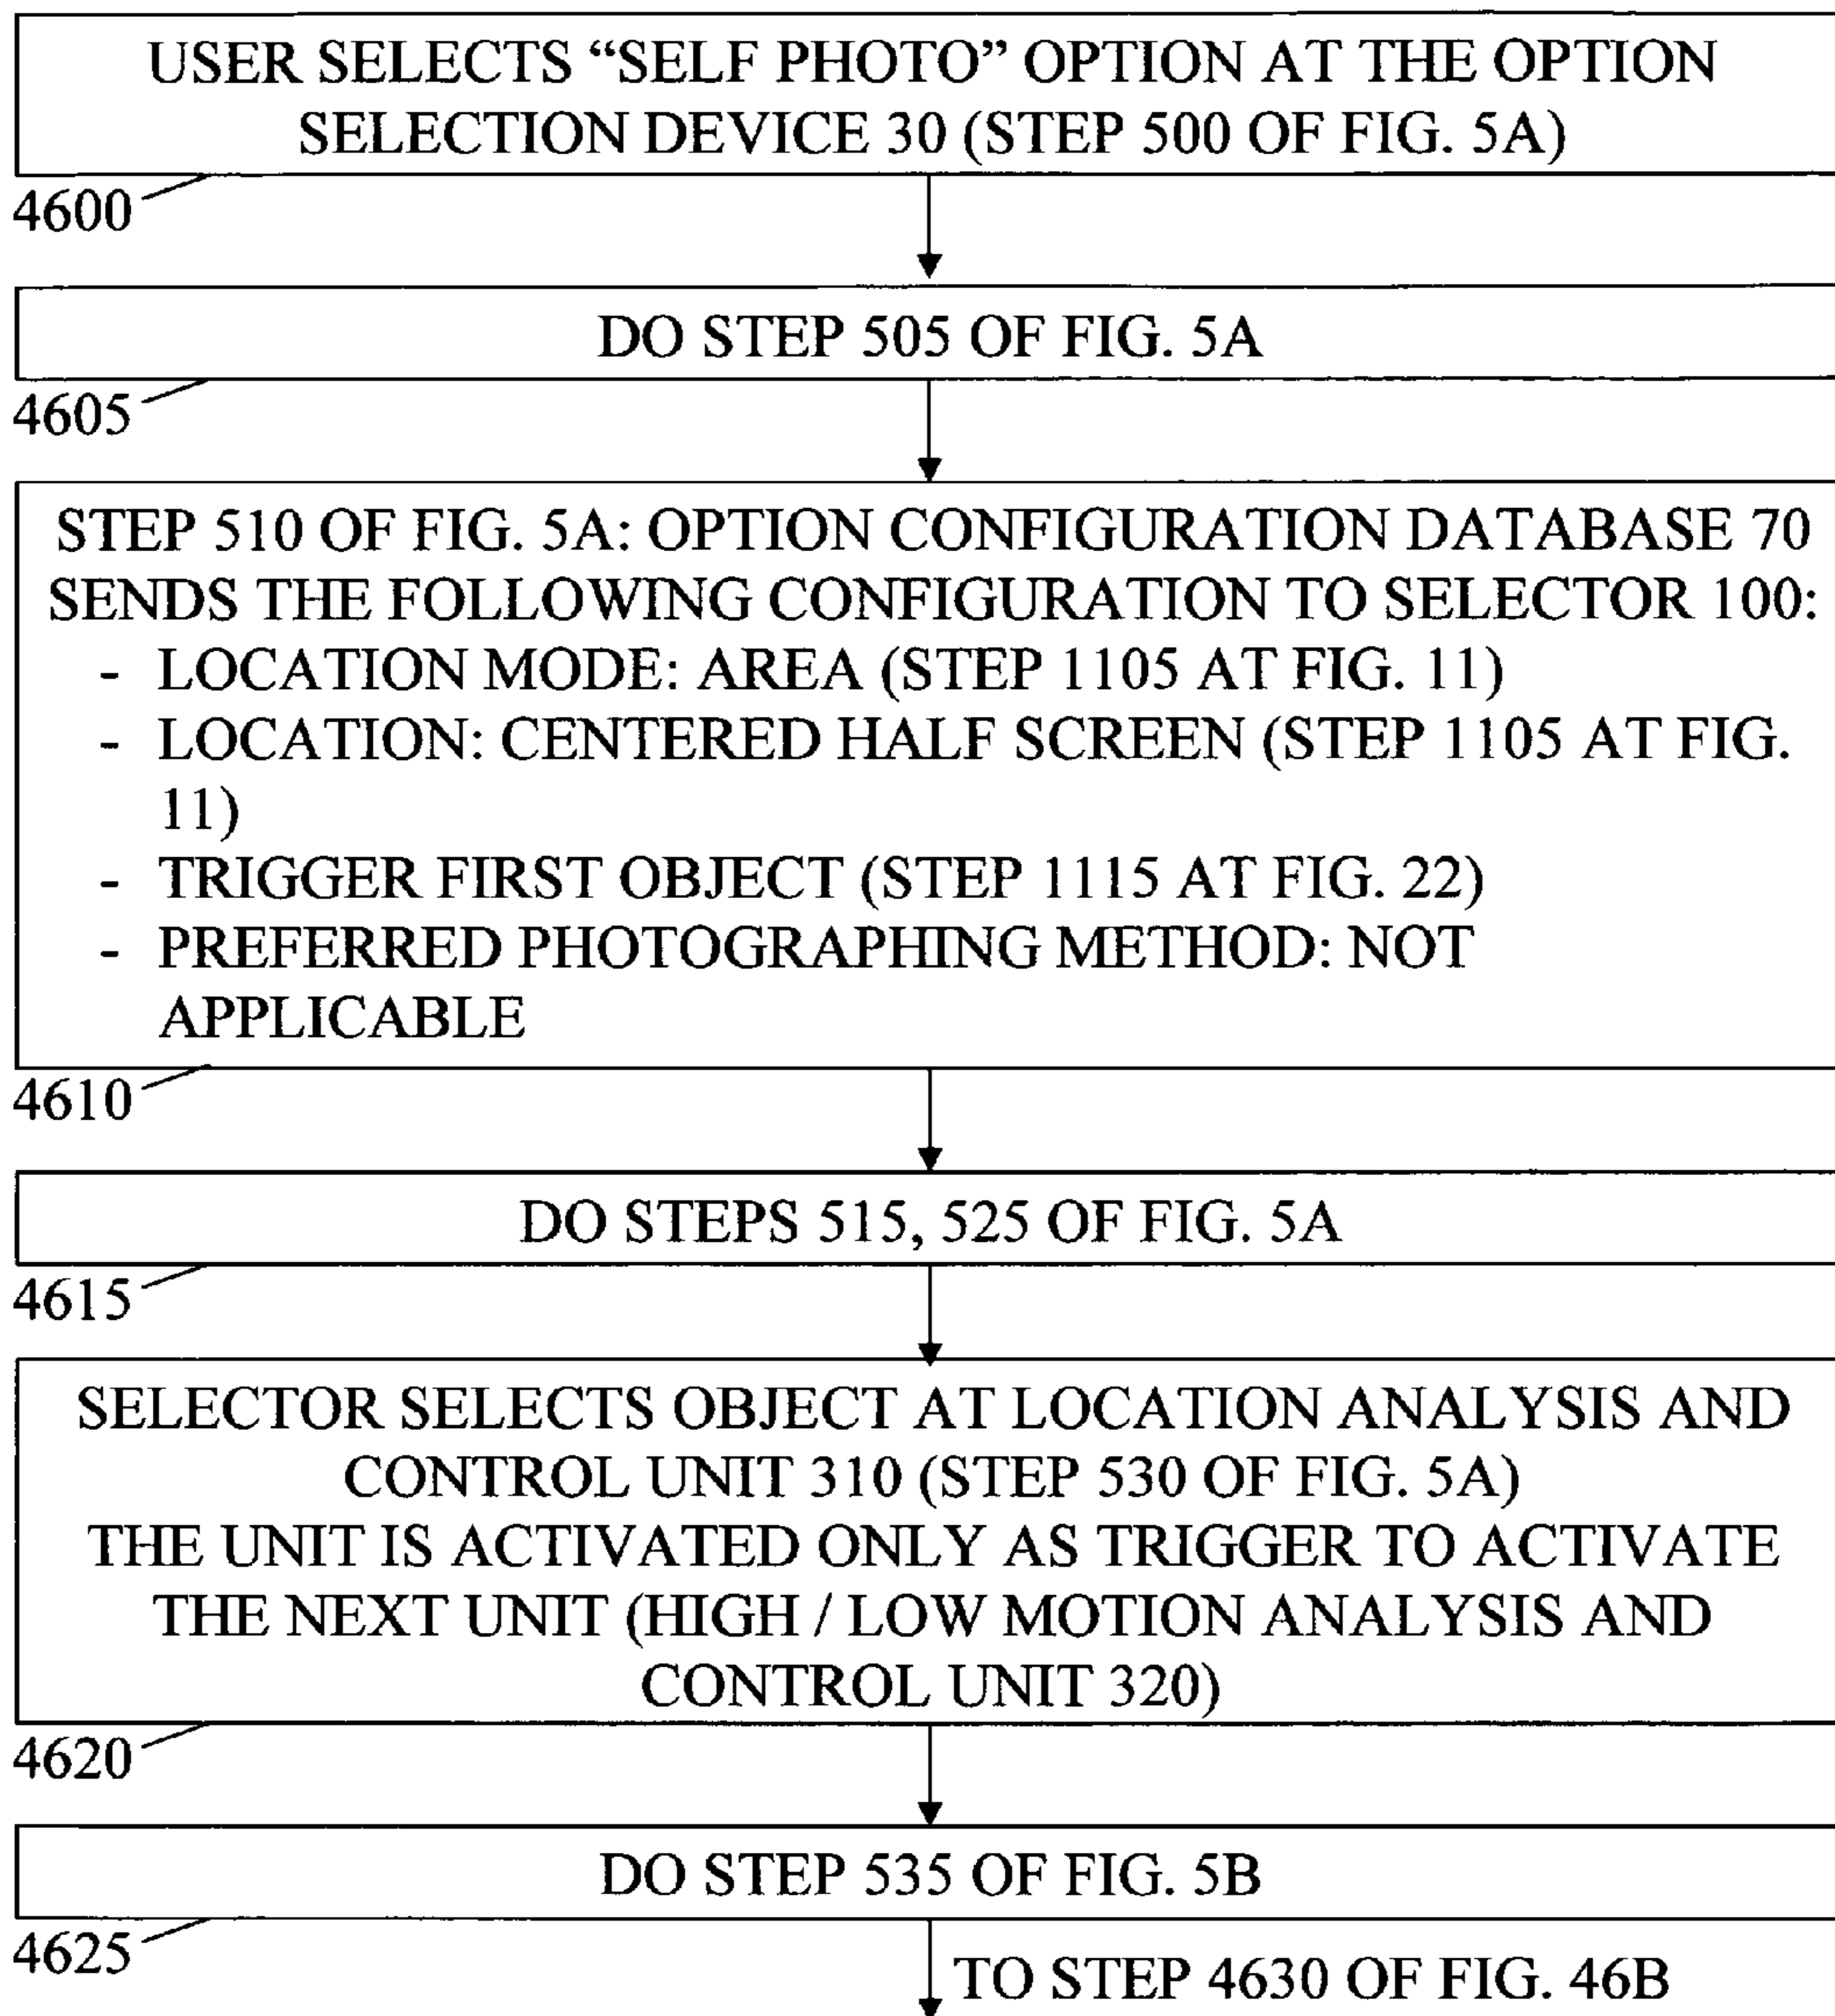 USER SELECTS “SELF PHOTO” OPTION AT THE OPTION
SELECTION DEVICE 30 (STEP 500 OF FIG. 5A)
4600
DO STEP 505 OF FIG. 5A
4605
STEP 510 OF FIG. 5A: OPTION CONFIGURATION DATABASE 70
SENDS THE FOLLOWING CONFIGURATION TO SELECTOR 100:
- LOCATION MODE: AREA (STEP 1105 AT FIG. 11)
- LOCATION: CENTERED HALF SCREEN (STEP 1105 AT FIG.
11)
- TRIGGER FIRST OBJECT (STEP 1115 AT FIG. 22)
- PREFERRED PHOTOGRAPHING METHOD: NOT
APPLICABLE
4610
DO STEPS 515, 525 OF FIG. 5A
4615
SELECTOR SELECTS OBJECT AT LOCATION ANALYSIS AND
CONTROL UNIT 310 (STEP 530 OF FIG. 5A)
THE UNIT IS ACTIVATED ONLY AS TRIGGER TO ACTIVATE
THE NEXT UNIT (HIGH / LOW MOTION ANALYSIS AND
CONTROL UNIT 320)
4620
DO STEP 535 OF FIG. 5B
4625
TO STEP 4630 OF FIG. 46B